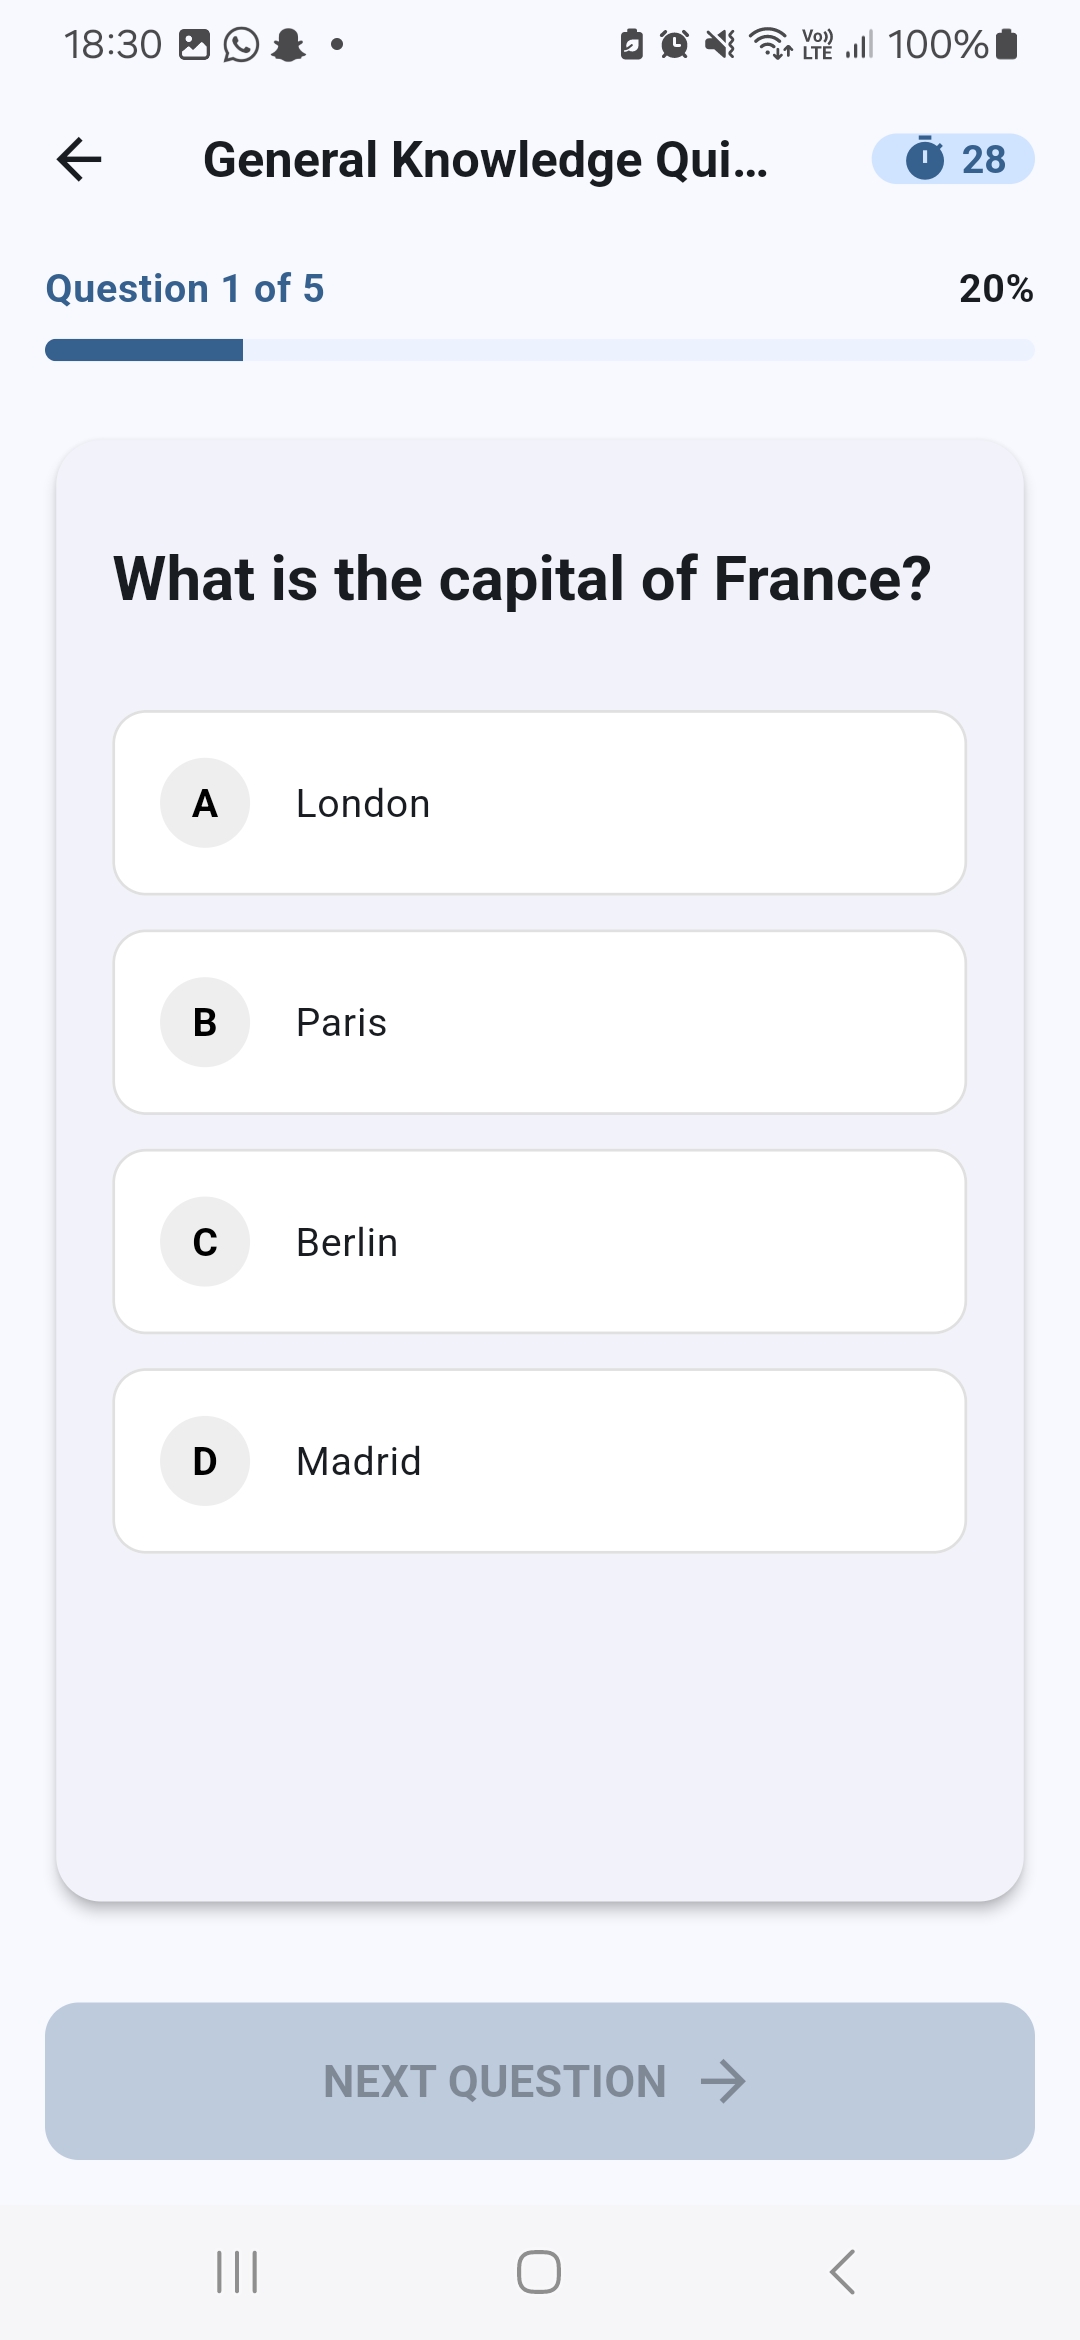 18:30 Vo)) LTE 100%
General Knowledge Qui... 28
Question 1 of 5 20%
What is the capital of France?
A London
B Paris
C Berlin
D Madrid
NEXT QUESTION